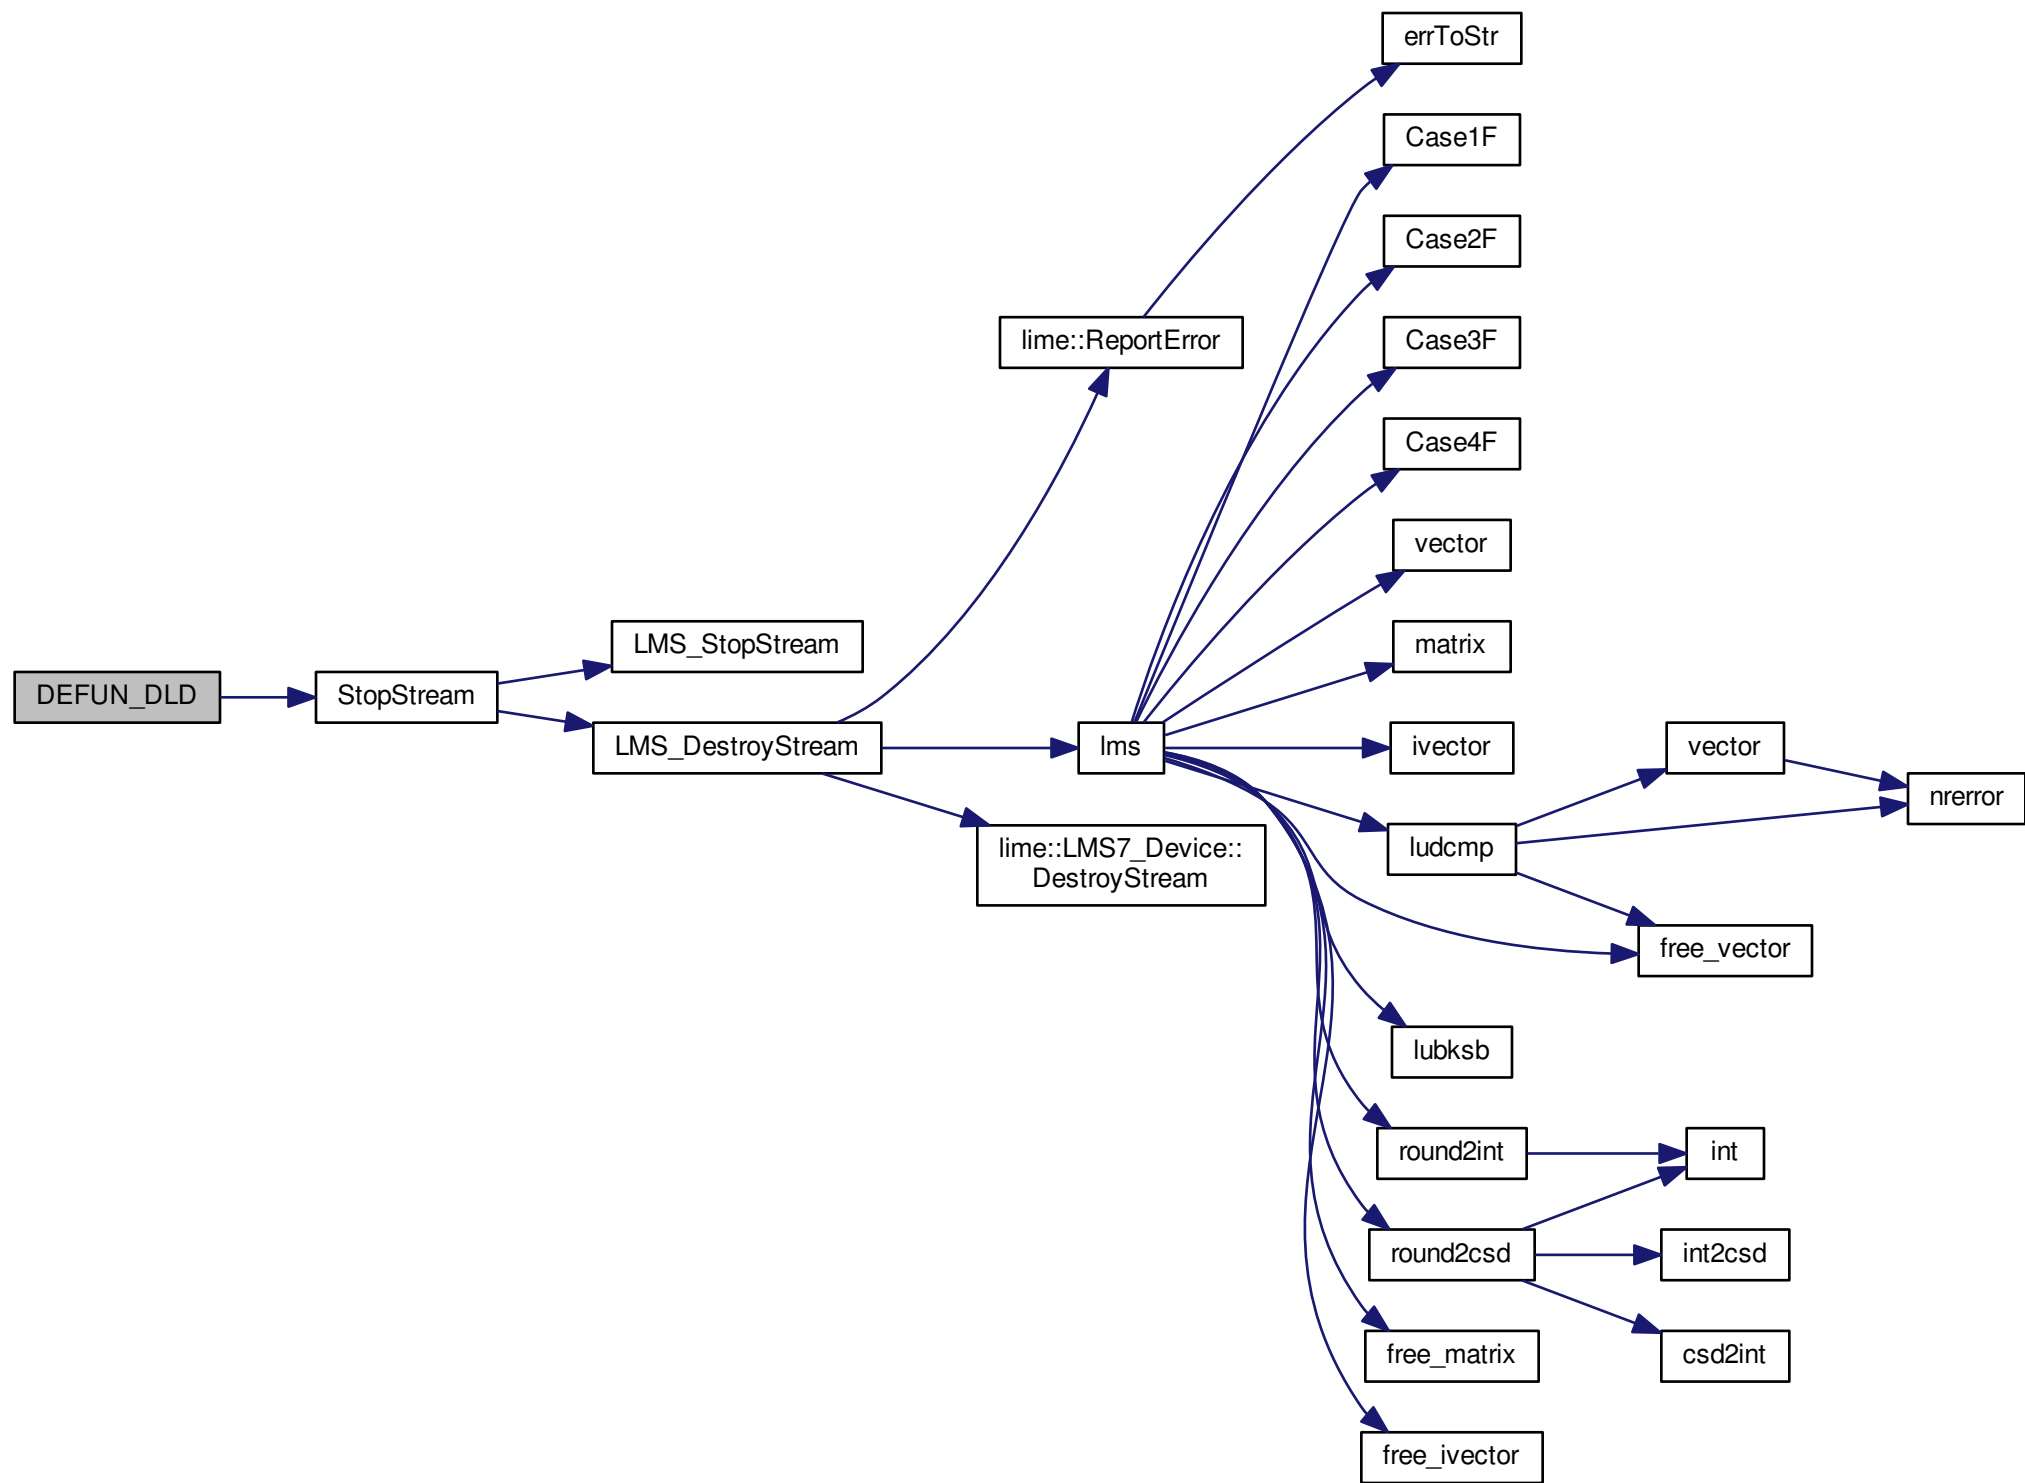 errToStr
Case1F
Case2F
lime::ReportError
Case3F
Case4F
vector
LMS_StopStream
matrix
DEFUN_DLD
StopStream
LMS_DestroyStream
lms
ivector
vector
nrerror
lime::LMS7_Device::
DestroyStream
ludcmp
free_vector
lubksb
round2int
int
round2csd
int2csd
free_matrix
csd2int
free_ivector